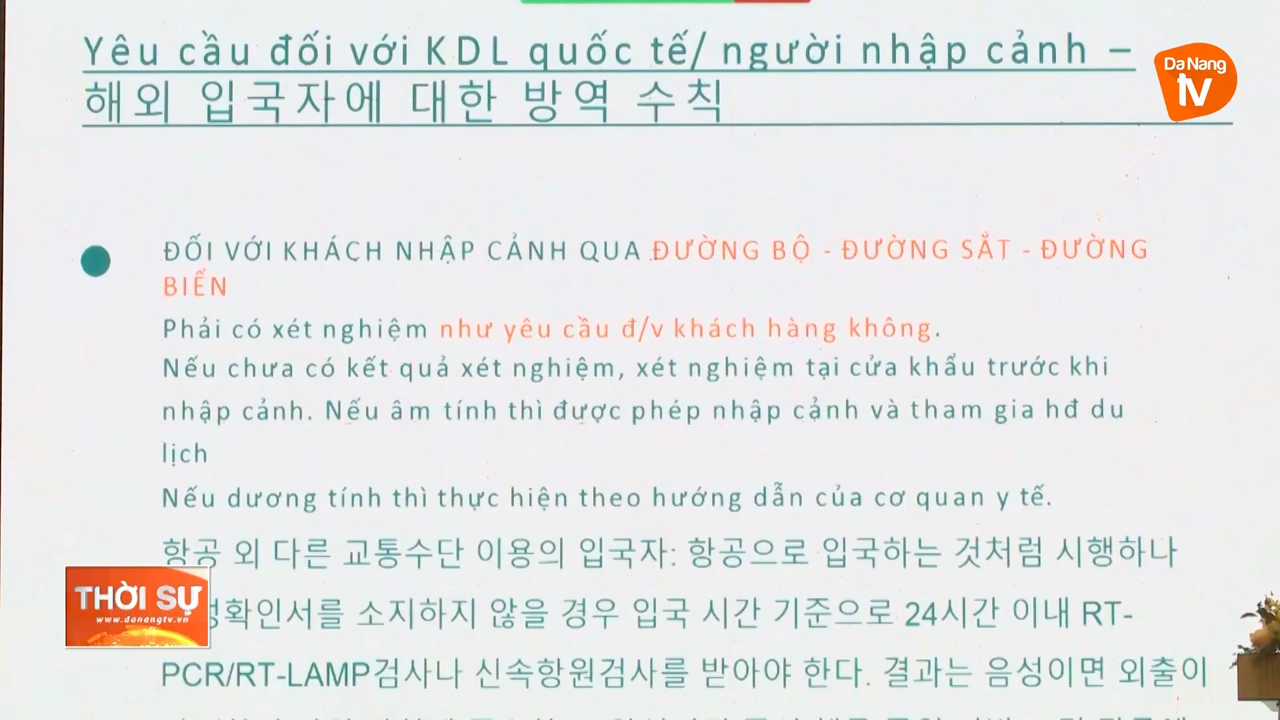 Yêu cầu đối với KDL quốc tế/ người nhập cảnh –
해외 입국자에 대한 방역 수칙
Da Nang
tv
ĐỐI VỚI KHÁCH NHẬP CẢNH QUA ĐƯỜNG BỘ - ĐƯỜNG SẮT - ĐƯỜNG
BIỂN
Phải có xét nghiệm như yêu cầu đ/v khách hàng không.
Nếu chưa có kết quả xét nghiệm, xét nghiệm tại cửa khẩu trước khi
nhập cảnh. Nếu âm tính thì được phép nhập cảnh và tham gia hđ du
lịch
Nếu dương tính thì thực hiện theo hướng dẫn của cơ quan y tế.
항공 외 다른 교통수단 이용의 입국자: 항공으로 입국하는 것처럼 시행하나
소지하지 않을 경우 입국 시간 기준으로 24시간 이내 RT-
PCR/RT-LAMP검사나 신속항원검사를 받아야 한다. 결과는 음성이면 외출이
THỜI SỰ
www.danangtv.vn